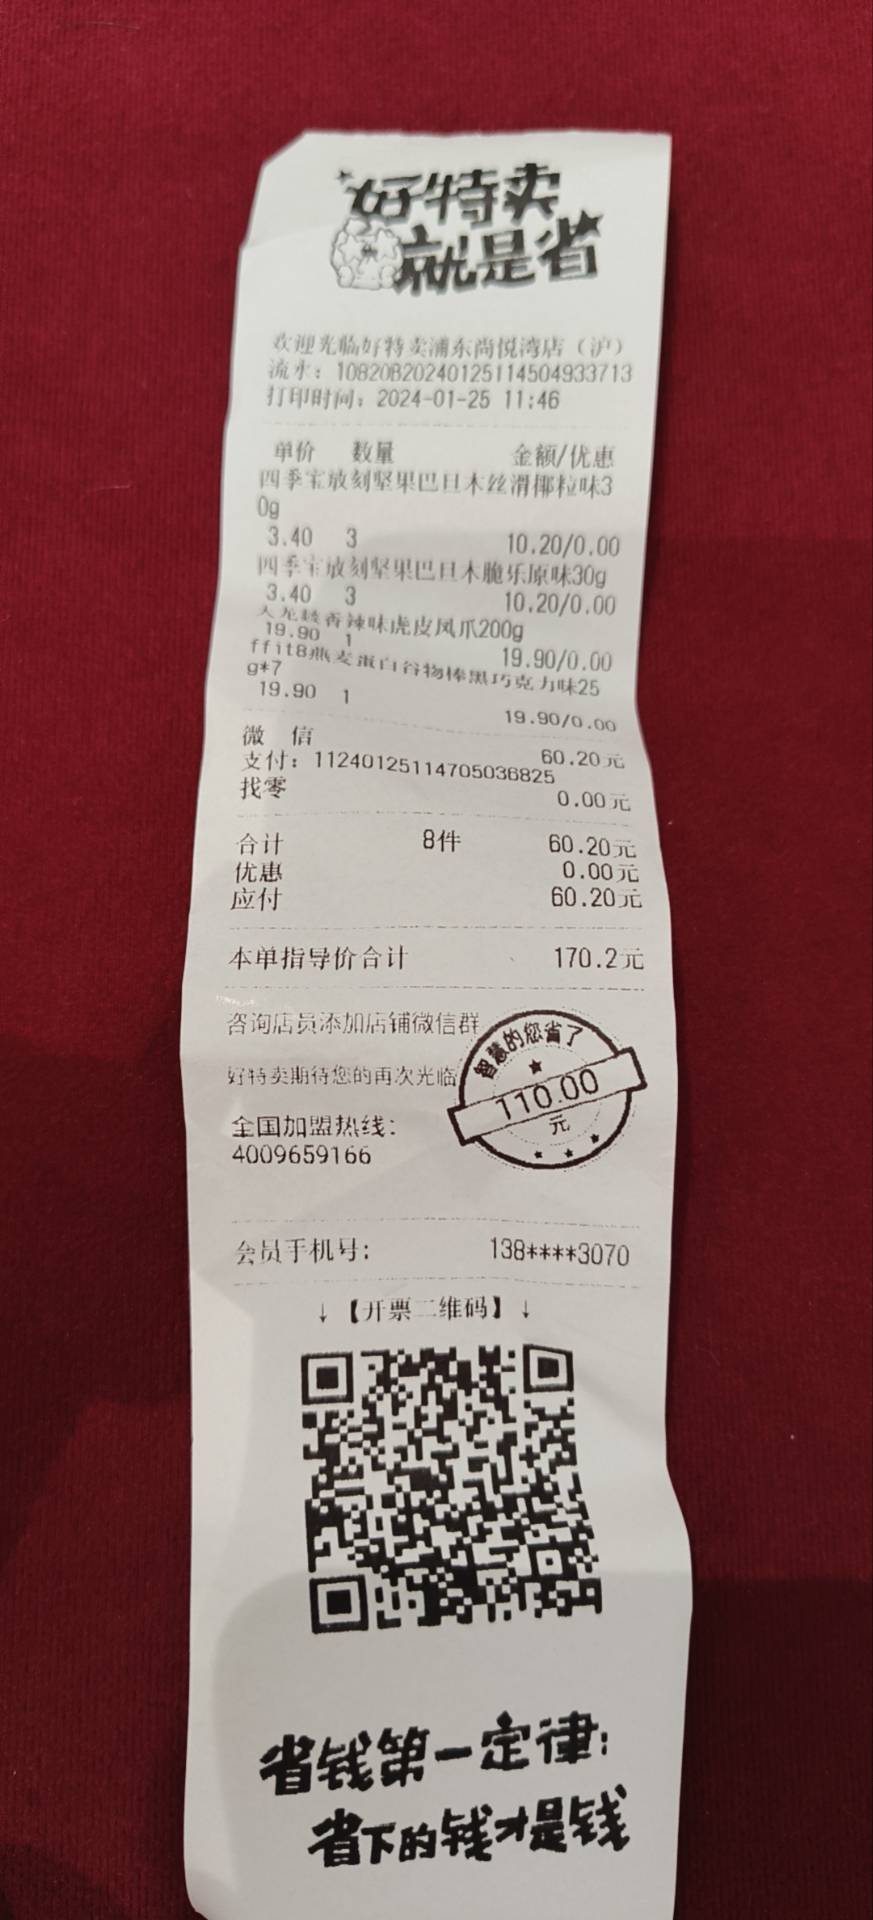 好特卖
就是省
欢迎光临好特卖浦东尚悦湾店（沪）
流水：10820B20240125114504933713
打印时间：2024-01-25 11:46
单价 数量 金额/优惠
四季宝放刻坚果巴旦木丝滑椰粒味3
0g
3.40 3 10.20/0.00
四季宝放刻坚果巴旦木脆乐原味30g
3.40 3 10.20/0.00
香辣味虎皮凤爪200g
19.90 1 19.90/0.00
ffit8燕麦蛋白谷物棒黑巧克力味25
g*7
19.90 1 19.90/0.00
微 信 60.20元
支付：11240125114705036825
找零 0.00元
合计 8件 60.20元
优惠 0.00元
应付 60.20元
本单指导价合计 170.2元
咨询店员添加店铺微信群
好特卖期待您的再次光临
智慧的您省了
110.00
元
全国加盟热线：
4009659166
会员手机号： 138****3070
↓【开票二维码】↓
省钱第一定律：
省下的钱才是钱